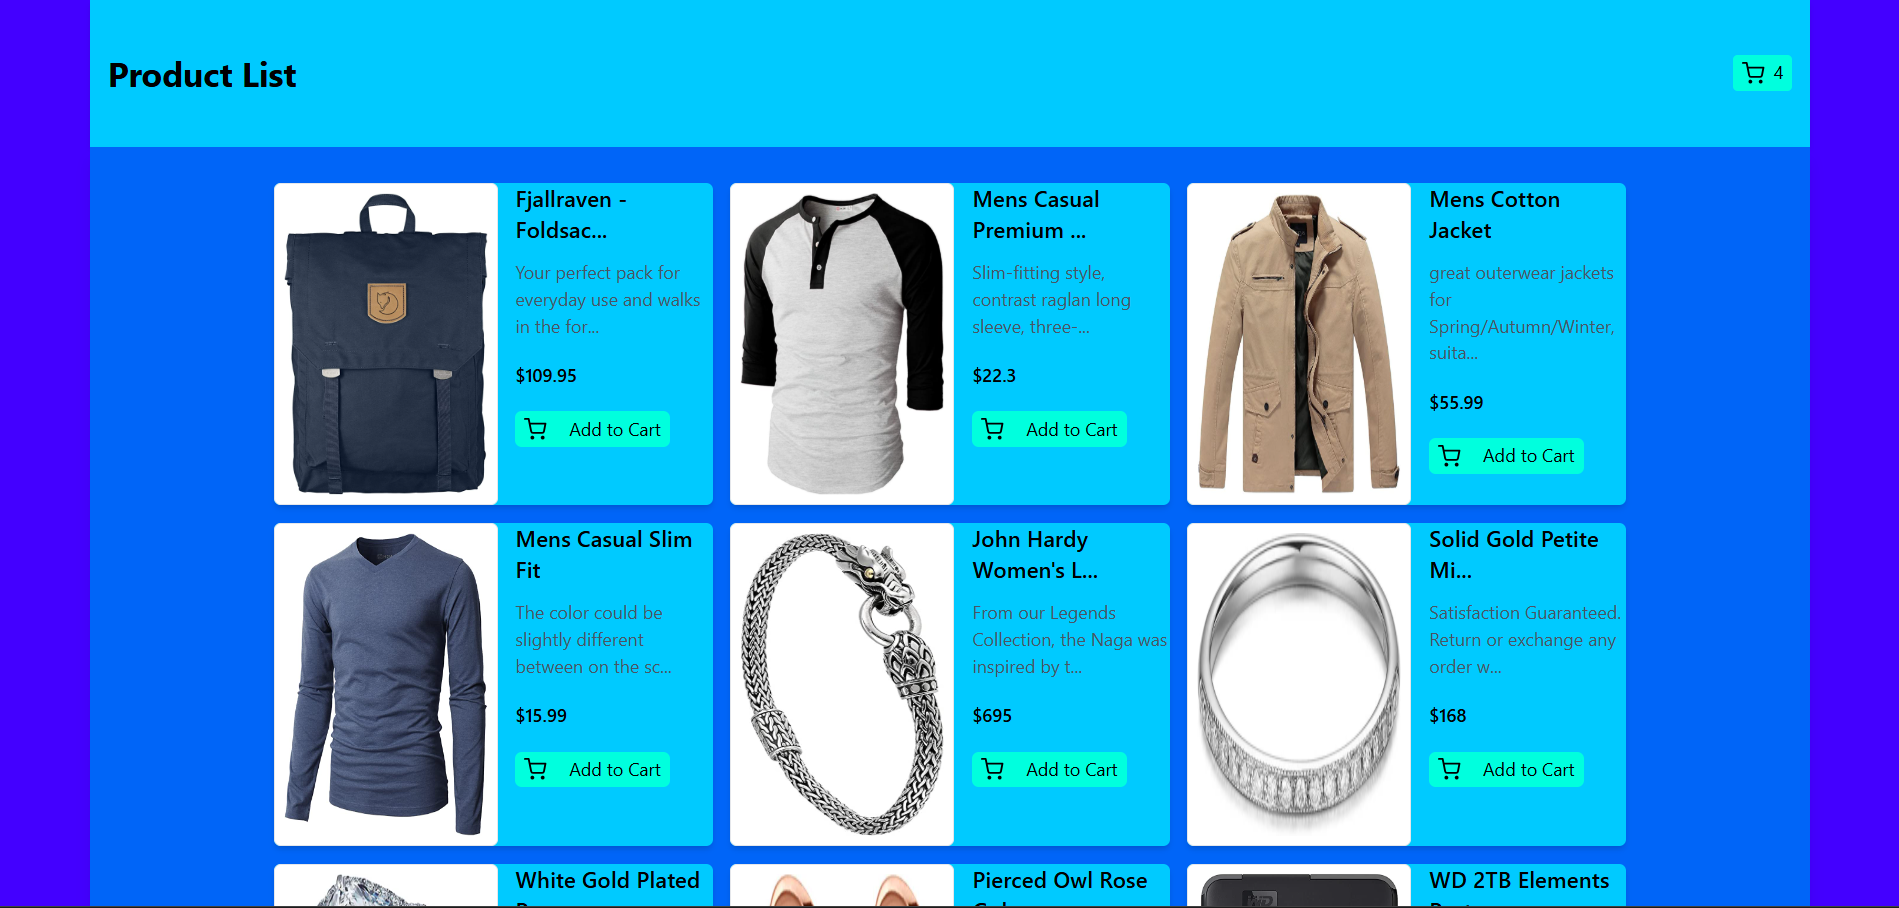 Product List
4
Fjallraven -
Foldsac...
Your perfect pack for
everyday use and walks
in the for...
$109.95
Add to Cart
Mens Casual
Premium ...
Slim-fitting style,
contrast raglan long
sleeve, three-...
$22.3
Add to Cart
Mens Cotton
Jacket
great outerwear jackets
for
Spring/Autumn/Winter,
suita...
$55.99
Add to Cart
Mens Casual Slim
Fit
The color could be
slightly different
between on the sc...
$15.99
Add to Cart
John Hardy
Women's L...
From our Legends
Collection, the Naga was
inspired by t...
$695
Add to Cart
Solid Gold Petite
Mi...
Satisfaction Guaranteed.
Return or exchange any
order w...
$168
Add to Cart
White Gold Plated
Pierced Owl Rose
WD 2TB Elements